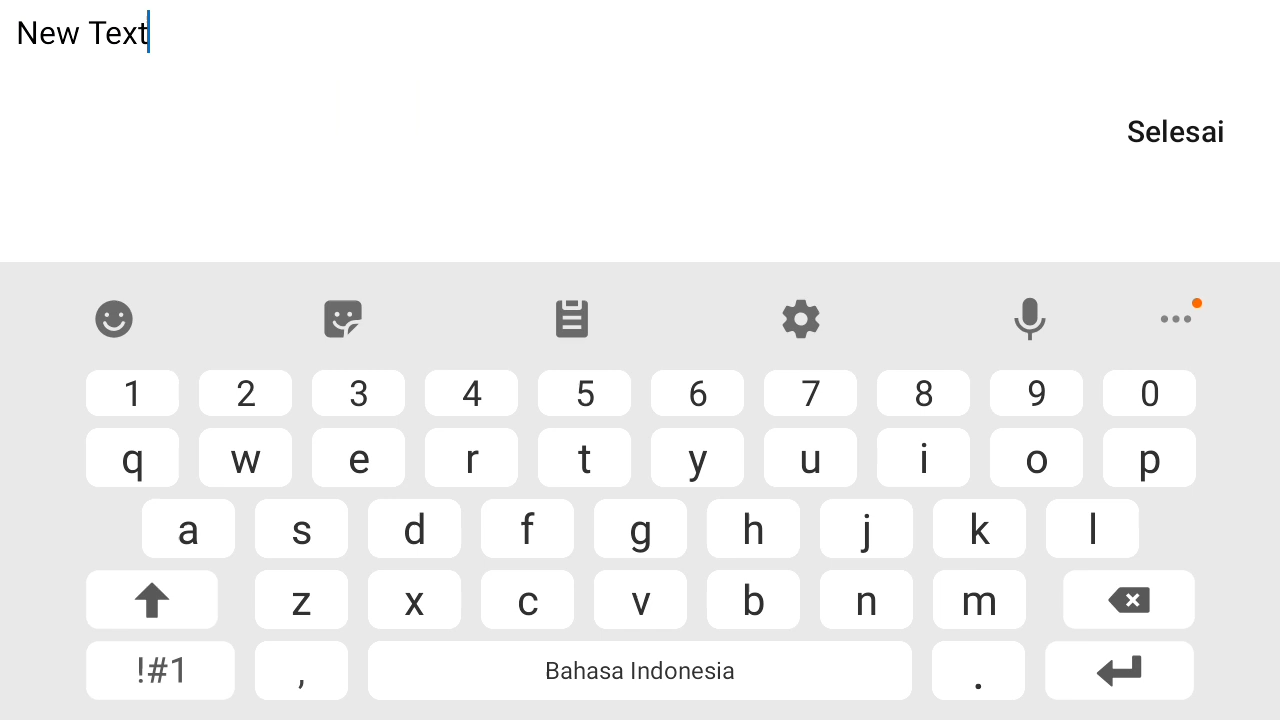 New Text
Selesai
1 2 3 4 5 6 7 8 9 0
q w e r t y u i o p
a s d f g h j k l
z x c v b n m
!#1 , Bahasa Indonesia .